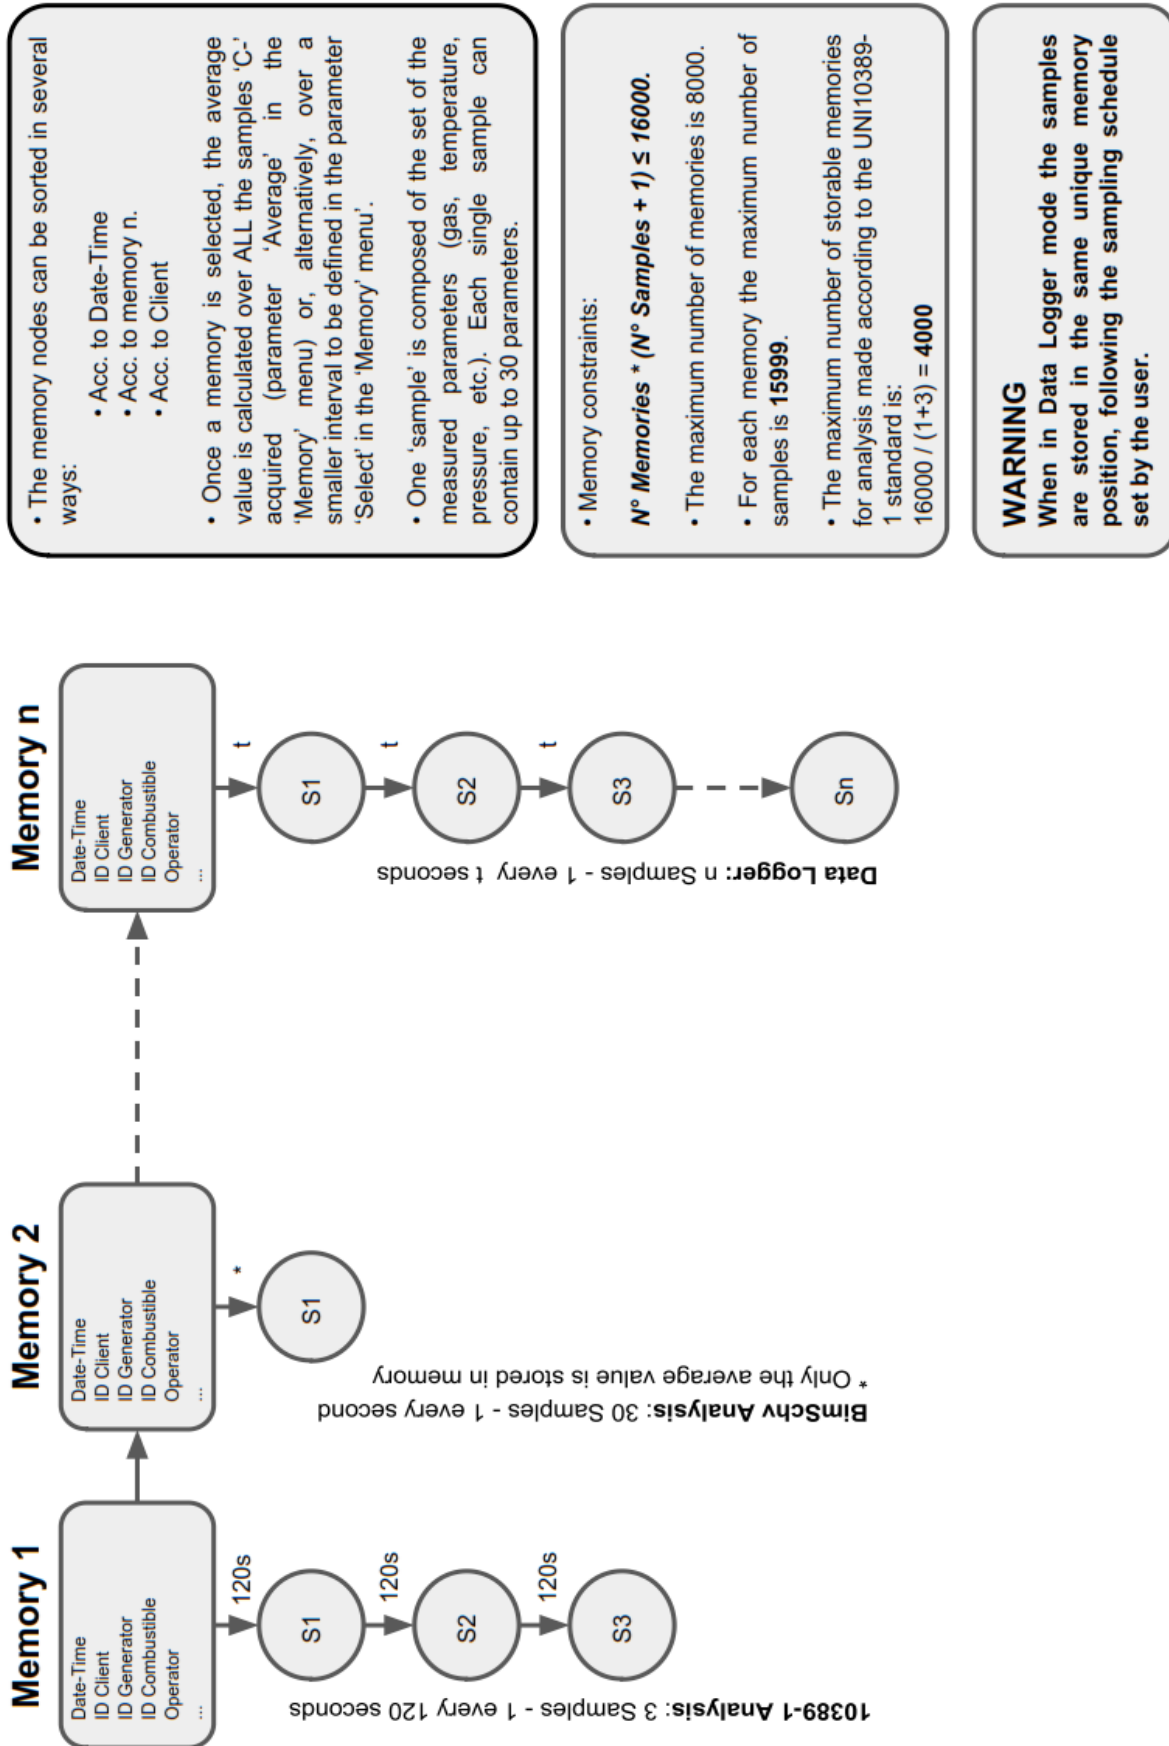 Memory 1
Date-Time
ID Client
ID Generator
ID Combustible
Operator
...
120s
S1
120s
S2
120s
S3
10389-1 Analysis: 3 Samples - 1 every 120 seconds
Memory 2
Date-Time
ID Client
ID Generator
ID Combustible
Operator
...
*
S1
BimSchv Analysis: 30 Samples - 1 every second
* Only the average value is stored in memory
Memory n
Date-Time
ID Client
ID Generator
ID Combustible
Operator
...
t
S1
t
S2
t
S3
Sn
Data Logger: n Samples - 1 every t seconds
• The memory nodes can be sorted in several
ways:
• Acc. to Date-Time
• Acc. to memory n.
• Acc. to Client
• Once a memory is selected, the average
value is calculated over ALL the samples ‘C-’
acquired (parameter ‘Average’ in the
‘Memory’ menu) or, alternatively, over a
smaller interval to be defined in the parameter
‘Select’ in the ‘Memory’ menu’.
• One ‘sample’ is composed of the set of the
measured parameters (gas, temperature,
pressure, etc.). Each single sample can
contain up to 30 parameters.
• Memory constraints:
N° Memories * (N° Samples + 1) ≤ 16000.
• The maximum number of memories is 8000.
• For each memory the maximum number of
samples is 15999.
• The maximum number of storable memories
for analysis made according to the UNI10389-
1 standard is:
16000 / (1+3) = 4000
WARNING
When in Data Logger mode the samples
are stored in the same unique memory
position, following the sampling schedule
set by the user.